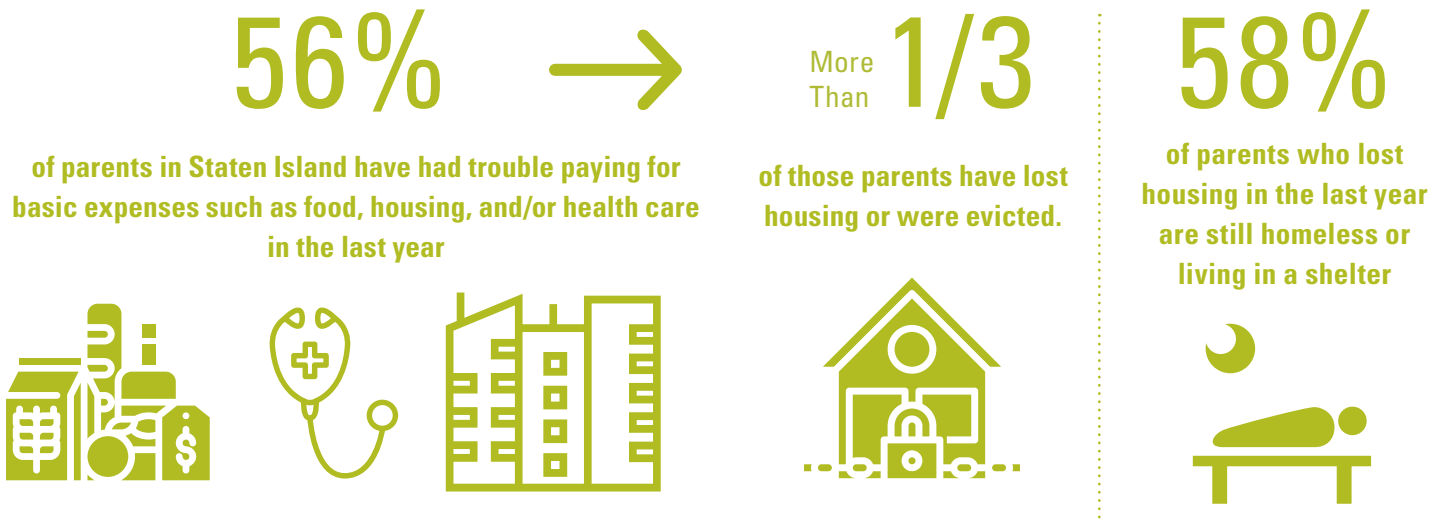 56%
of parents in Staten Island have had trouble paying for
basic expenses such as food, housing, and/or health care
in the last year
More
Than
1/3
of those parents have lost
housing or were evicted.
58%
of parents who lost
housing in the last year
are still homeless or
living in a shelter
$